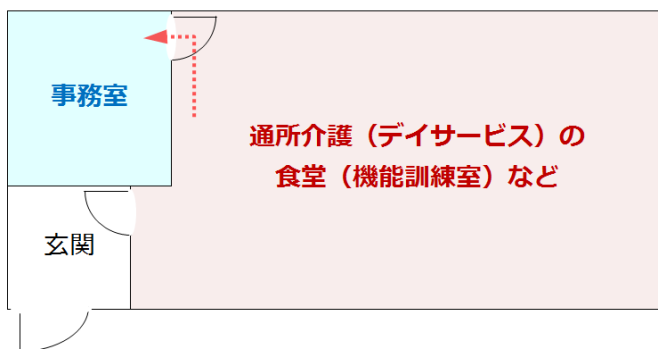 事務室
通所介護（デイサービス）の
食堂（機能訓練室）など
玄関